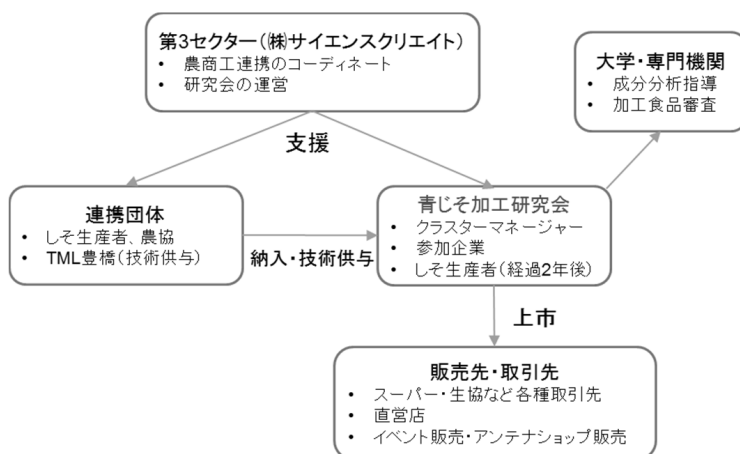 第3セクター(㈱サイエンスクリエイト)
• 農商工連携のコーディネート
• 研究会の運営
大学・専門機関
• 成分分析指導
• 加工食品審査
支援
連携団体
• しそ生産者、農協
• TML豊橋(技術供与)
納入・技術供与
青じそ加工研究会
• クラスターマネージャー
• 参加企業
• しそ生産者(経過2年後)
上市
販売先・取引先
• スーパー・生協など各種取引先
• 直営店
• イベント販売・アンテナショップ販売